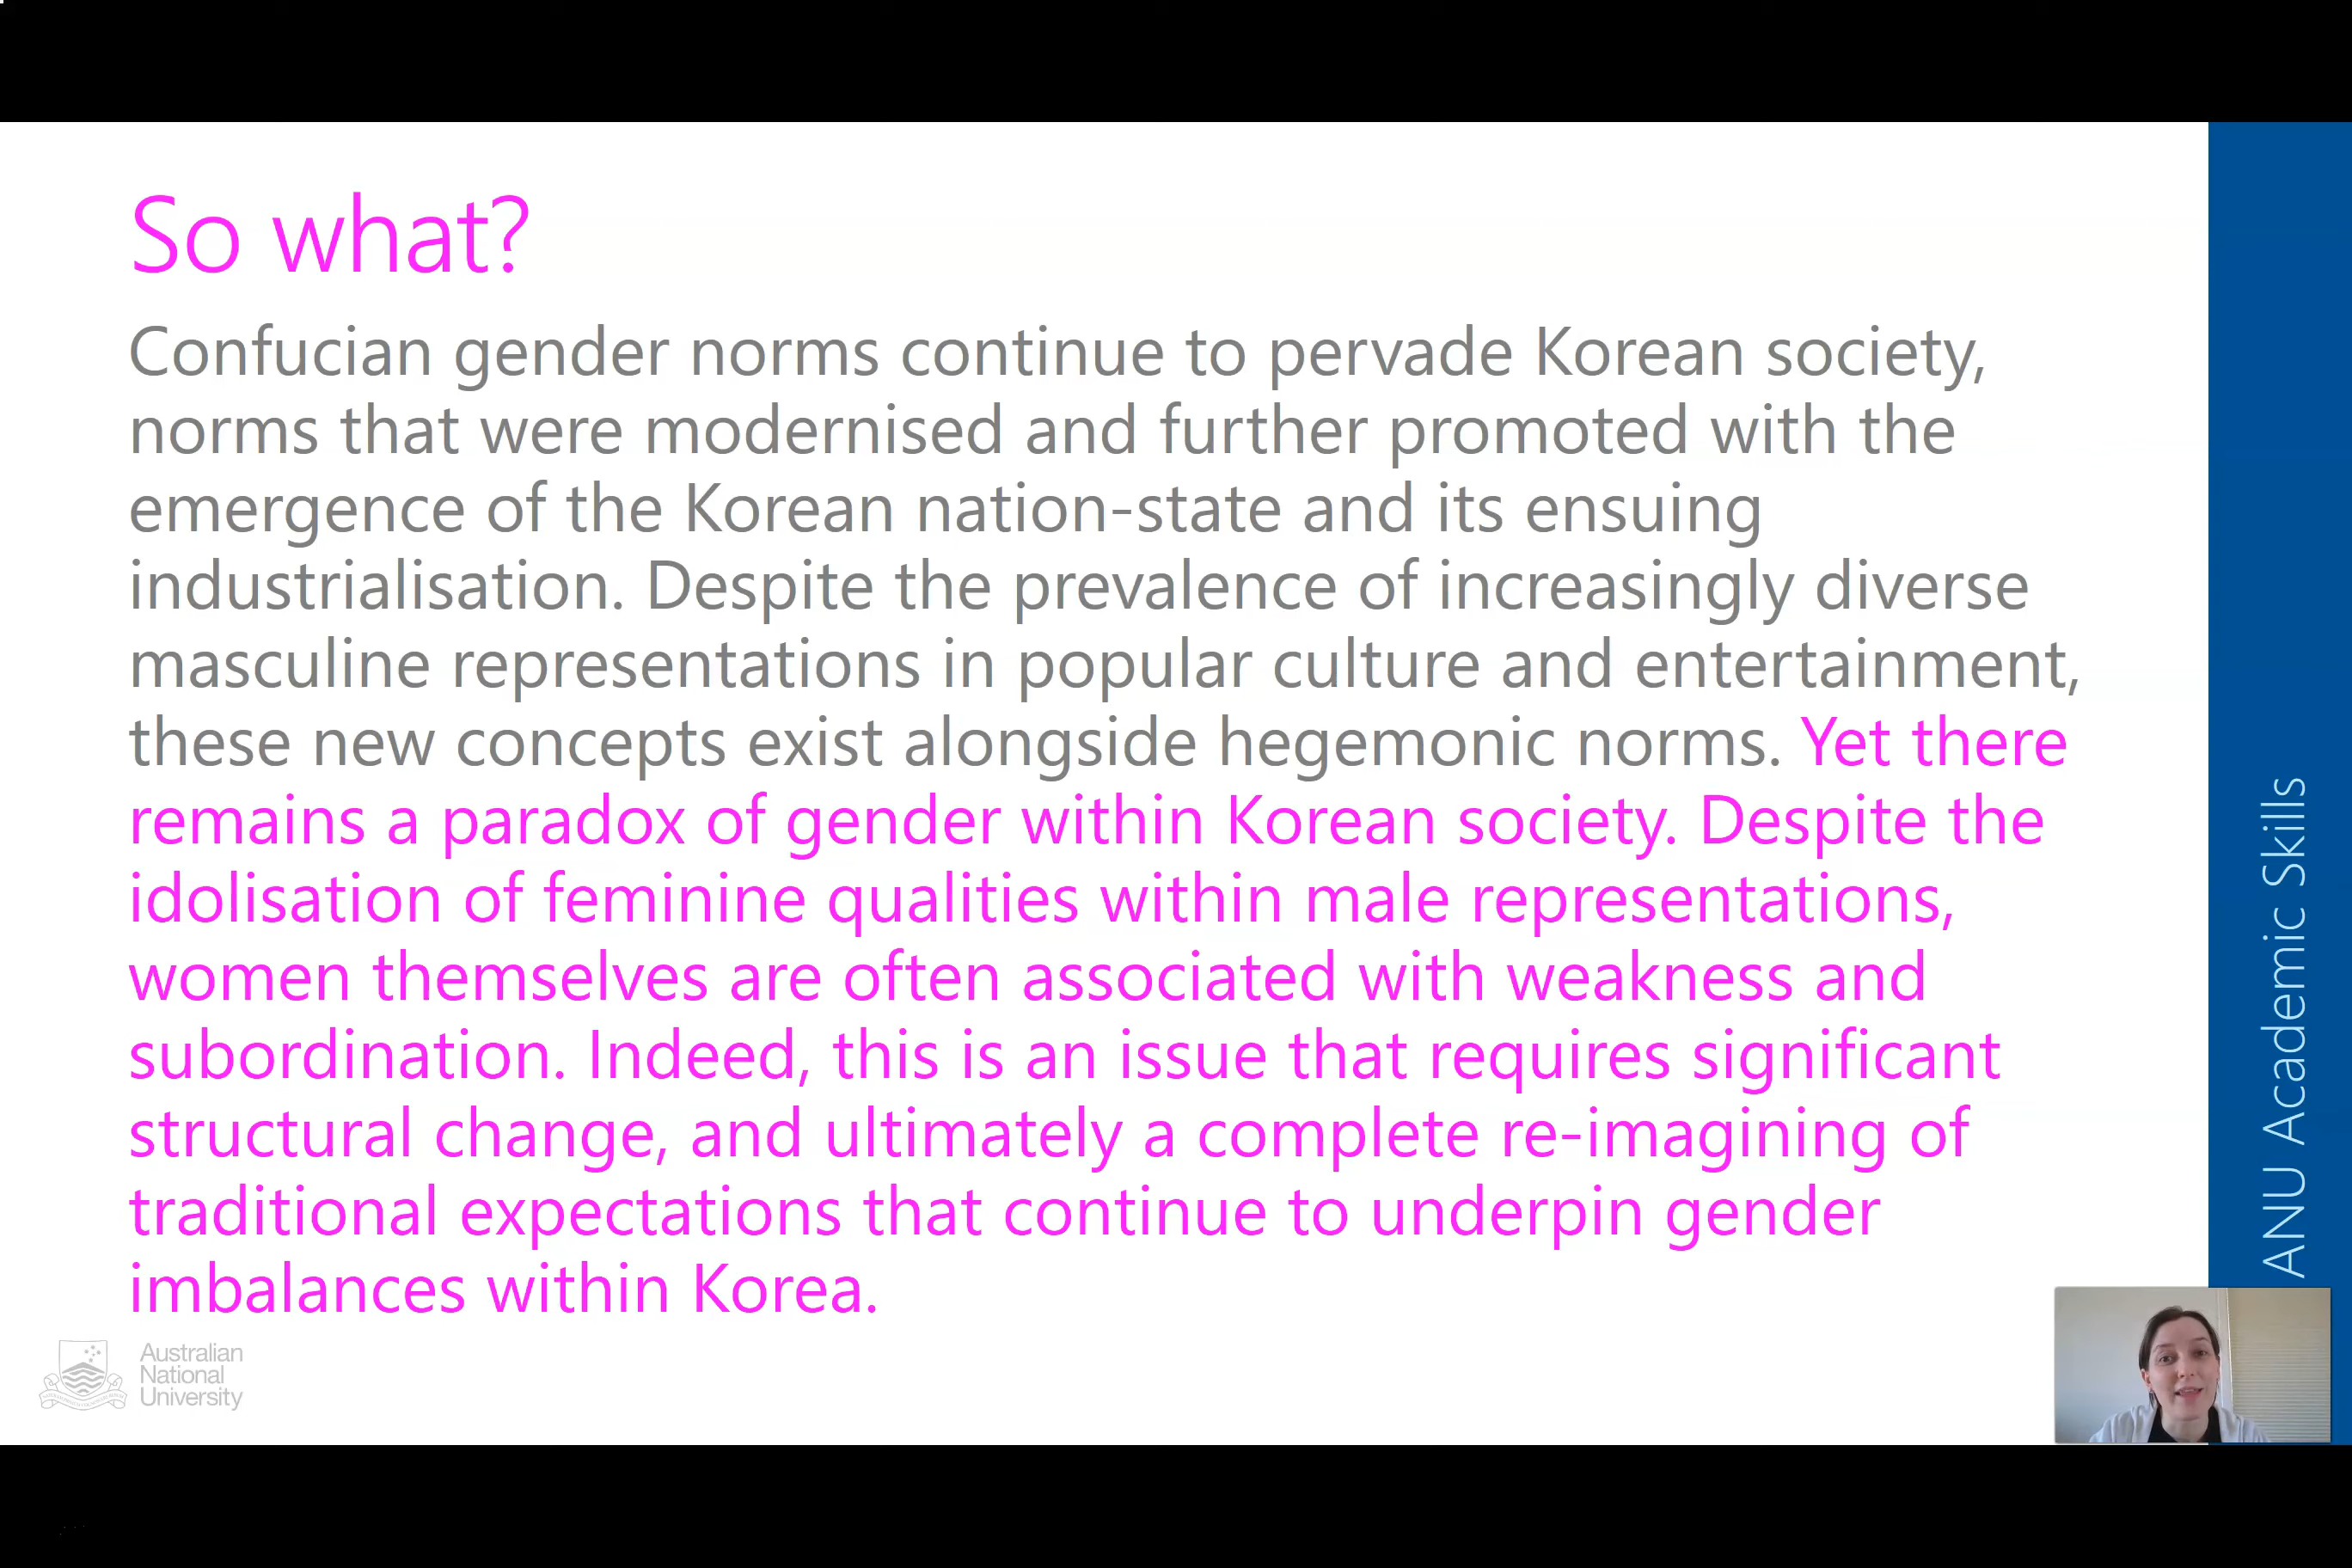 So what?
Confucian gender norms continue to pervade Korean society,
norms that were modernised and further promoted with the
emergence of the Korean nation-state and its ensuing
industrialisation. Despite the prevalence of increasingly diverse
masculine representations in popular culture and entertainment,
these new concepts exist alongside hegemonic norms. Yet there
remains a paradox of gender within Korean society. Despite the
idolisation of feminine qualities within male representations,
women themselves are often associated with weakness and
subordination. Indeed, this is an issue that requires significant
structural change, and ultimately a complete re-imagining of
traditional expectations that continue to underpin gender
imbalances within Korea.
ANU Academic Skills
Australian
National
University